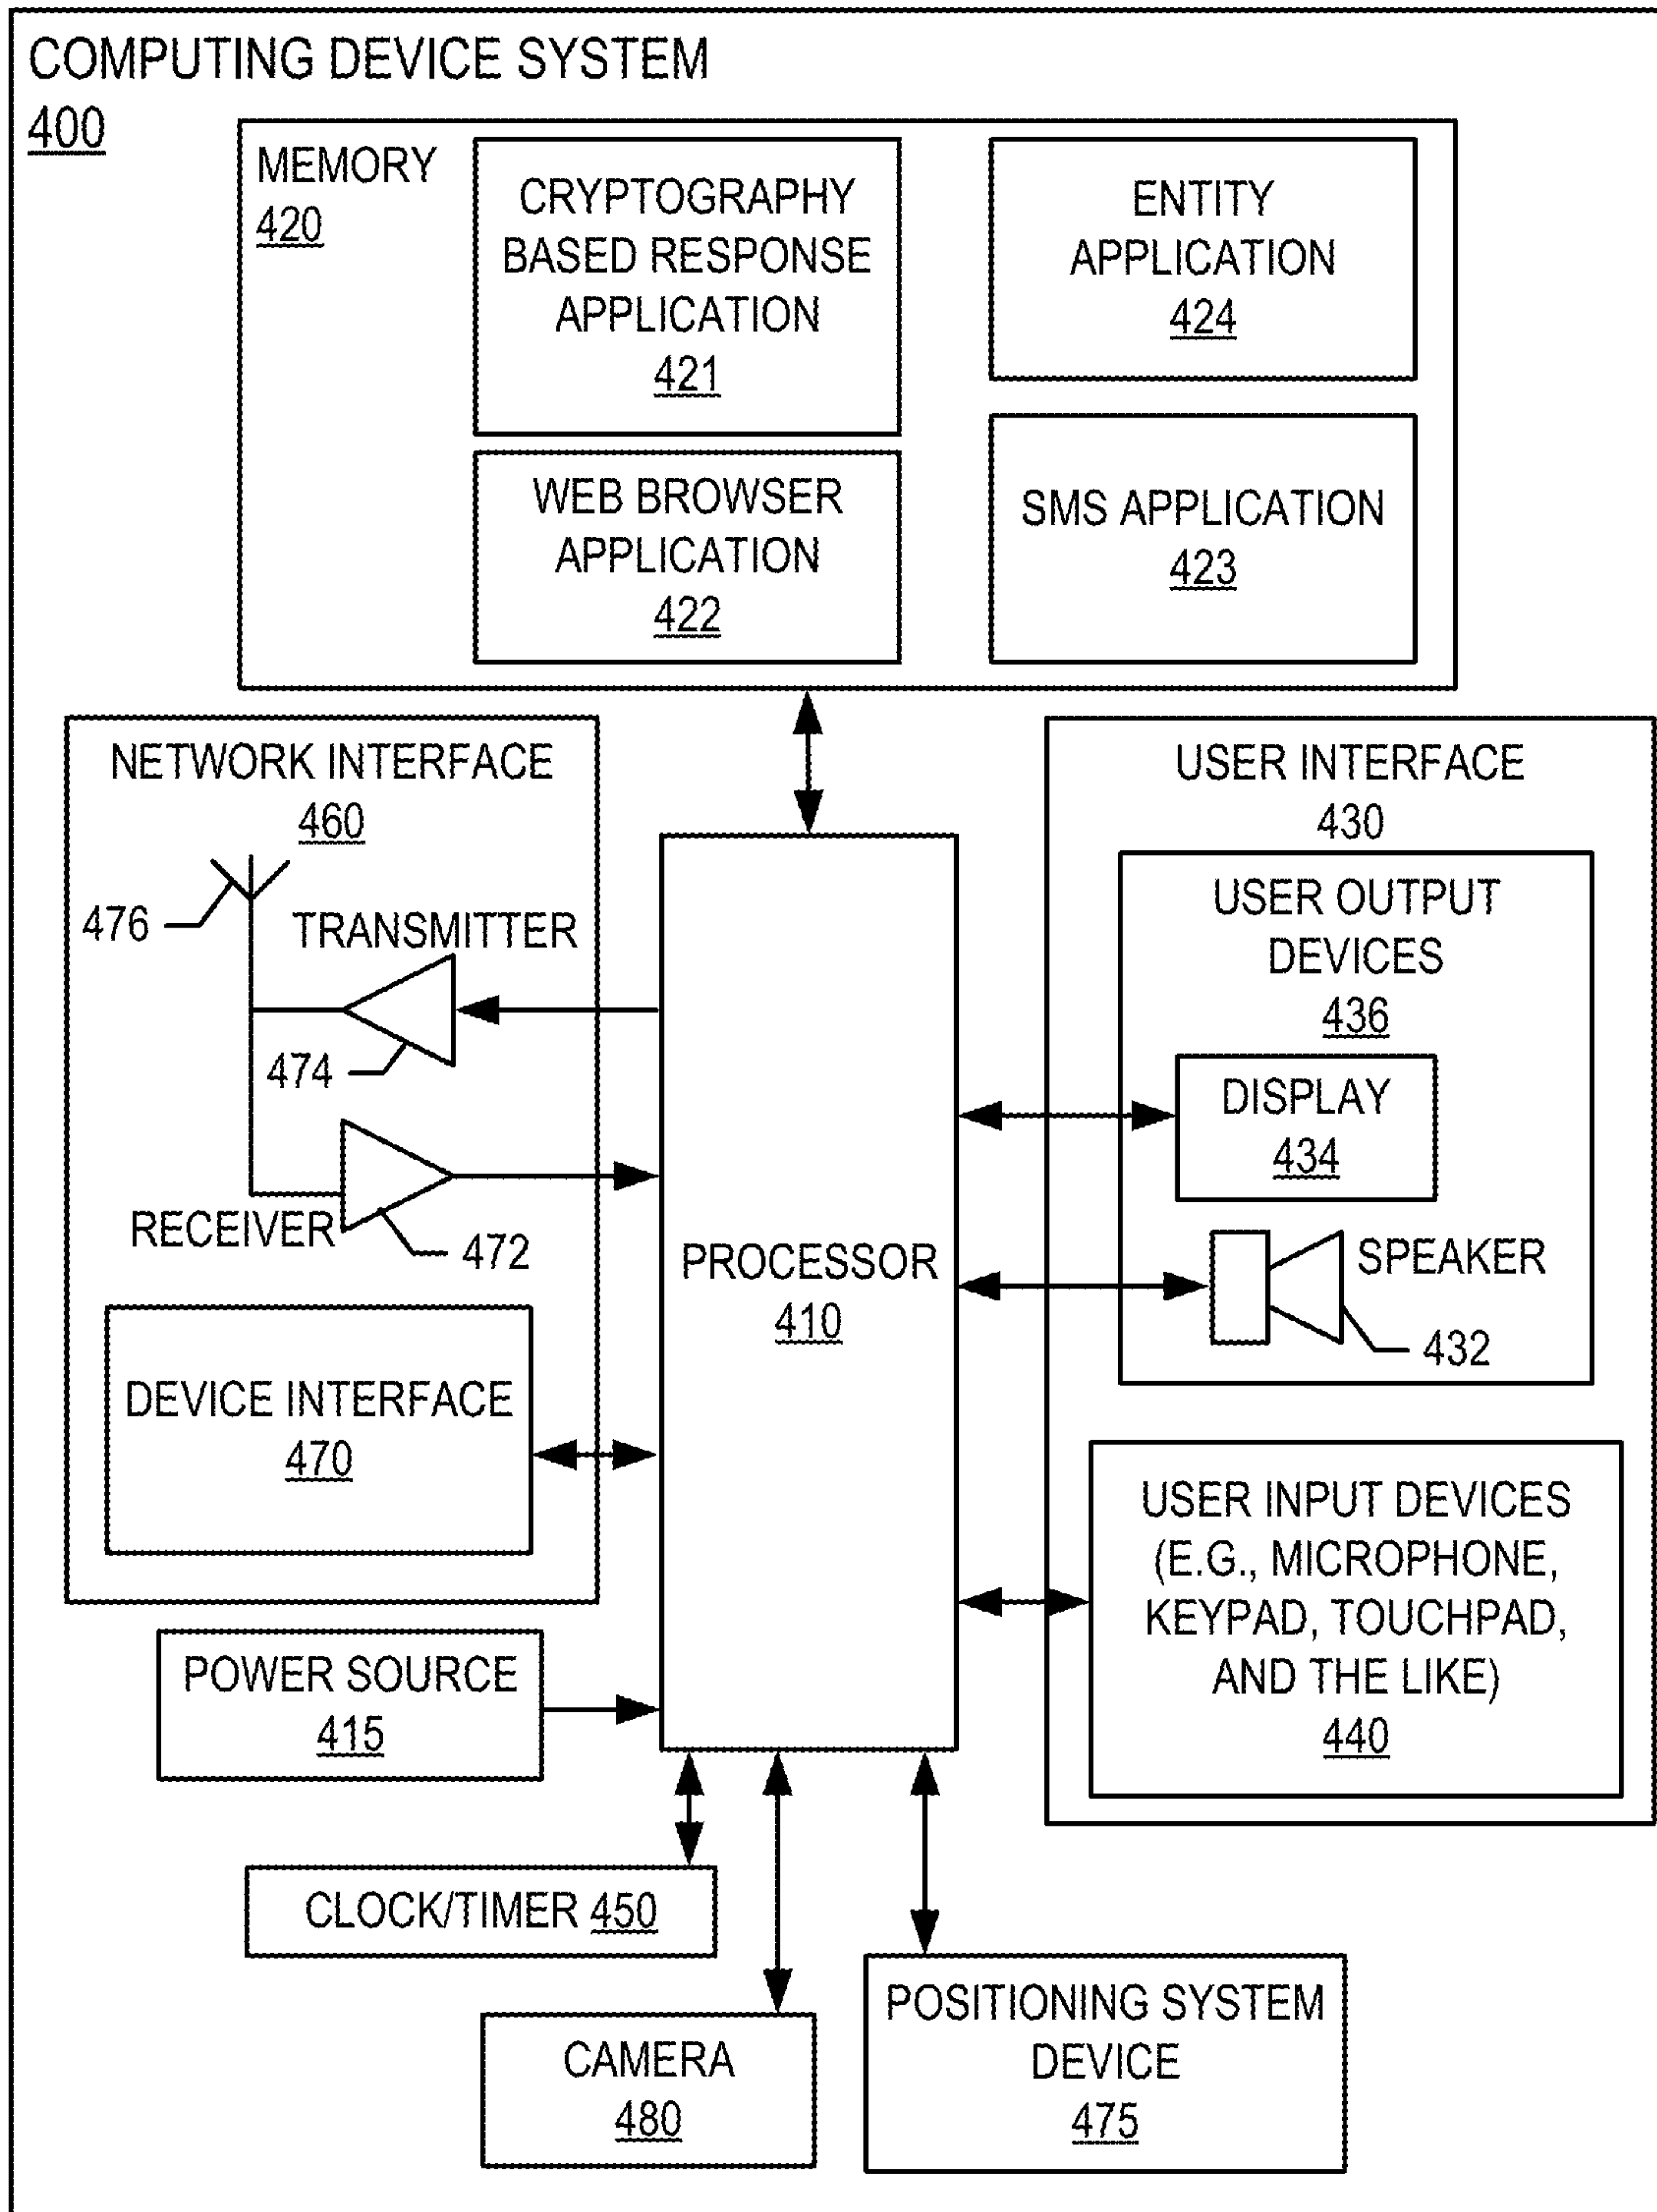 COMPUTING DEVICE SYSTEM
400
MEMORY
420
CRYPTOGRAPHY
BASED RESPONSE
APPLICATION
421
ENTITY
APPLICATION
424
WEB BROWSER
APPLICATION
422
SMS APPLICATION
423
NETWORK INTERFACE
460
476
TRANSMITTER
474
RECEIVER
472
DEVICE INTERFACE
470
PROCESSOR
410
USER INTERFACE
430
USER OUTPUT
DEVICES
436
DISPLAY
434
SPEAKER
432
USER INPUT DEVICES
(E.G., MICROPHONE,
KEYPAD, TOUCHPAD,
AND THE LIKE)
440
POWER SOURCE
415
CLOCK/TIMER 450
CAMERA
480
POSITIONING SYSTEM
DEVICE
475